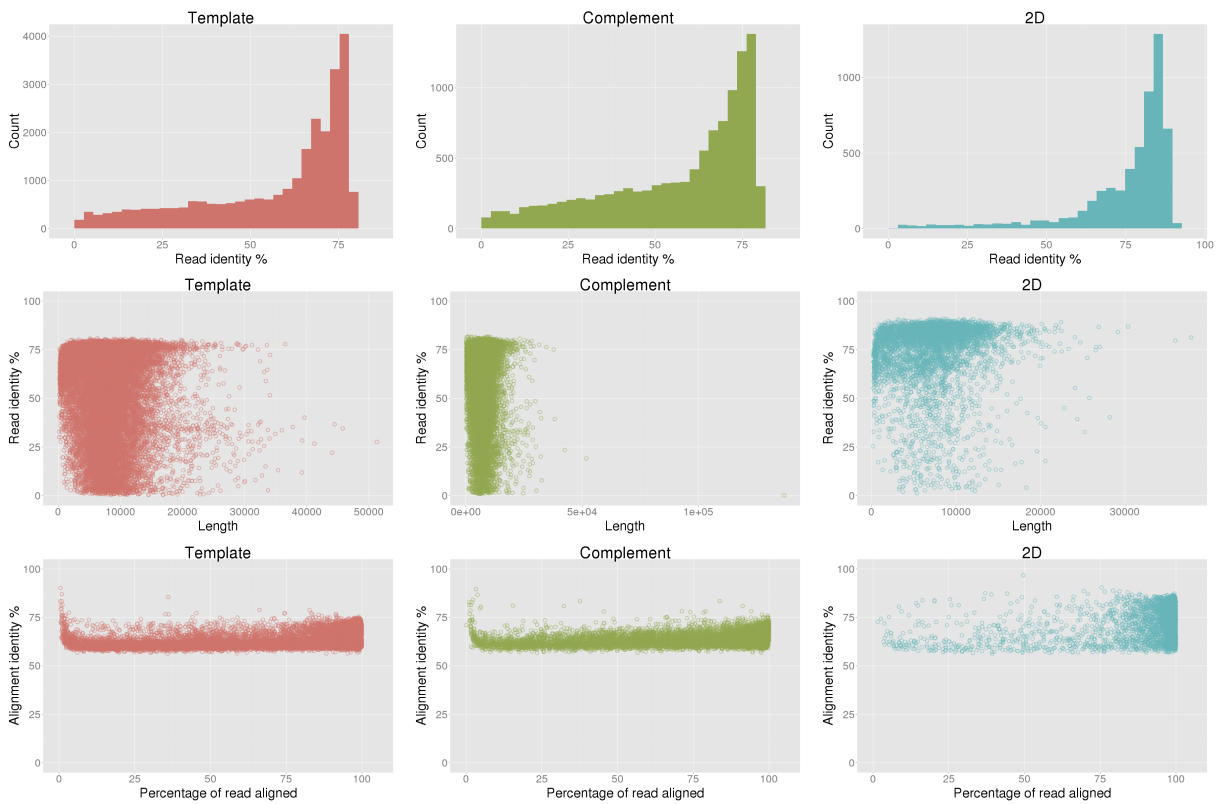 Template
Complement
2D
4000
3000
2000
1000
0
Count
0
25
50
75
Read identity %
1000
500
0
Count
0
25
50
75
Read identity %
1000
500
0
Count
0
25
50
75
100
Read identity %
Template
Complement
2D
100
75
50
25
0
Read identity %
0
10000
20000
30000
40000
50000
Length
100
75
50
25
0
Read identity %
0e+00
5e+04
1e+05
Length
100
75
50
25
0
Read identity %
0
10000
20000
30000
Length
Template
Complement
2D
100
75
50
25
0
Alignment identity %
0
25
50
75
100
Percentage of read aligned
100
75
50
25
0
Alignment identity %
0
25
50
75
100
Percentage of read aligned
100
75
50
25
0
Alignment identity %
0
25
50
75
100
Percentage of read aligned